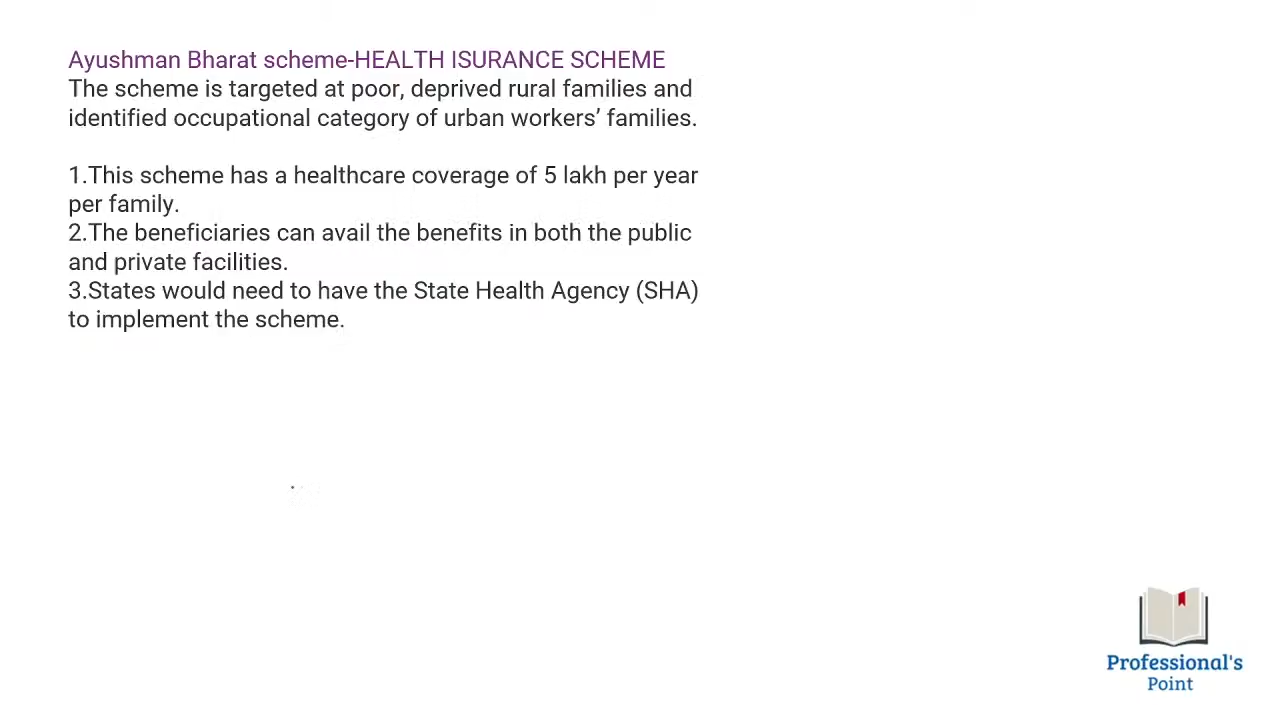 Ayushman Bharat scheme-HEALTH ISURANCE SCHEME
The scheme is targeted at poor, deprived rural families and
identified occupational category of urban workers’ families.
1.This scheme has a healthcare coverage of 5 lakh per year
per family.
2.The beneficiaries can avail the benefits in both the public
and private facilities.
3.States would need to have the State Health Agency (SHA)
to implement the scheme.
Professional's
Point